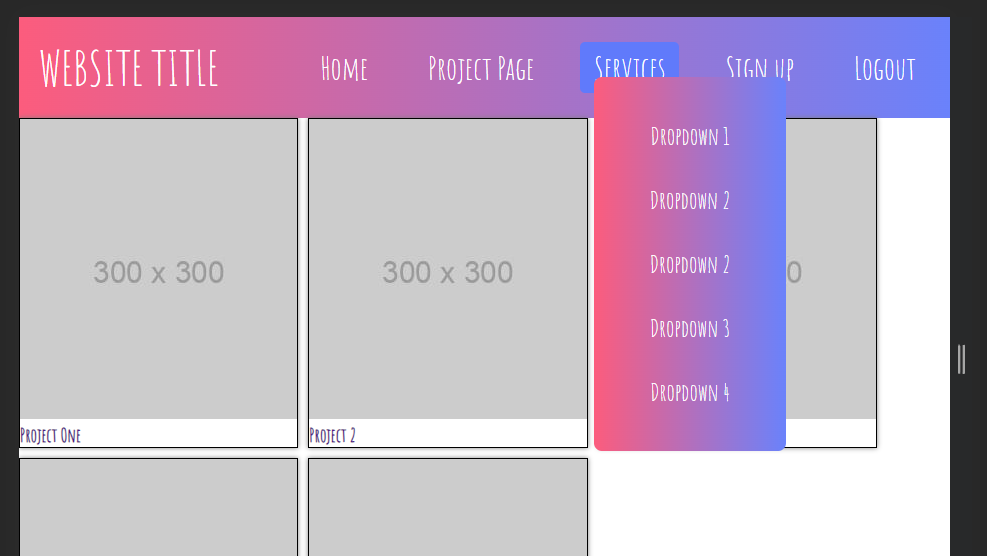 Website Title
Home
Project Page
Services
Sign up
Logout
300 x 300
300 x 300
0
Dropdown 1
Dropdown 2
Dropdown 2
Dropdown 3
Dropdown 4
Project One
Project 2